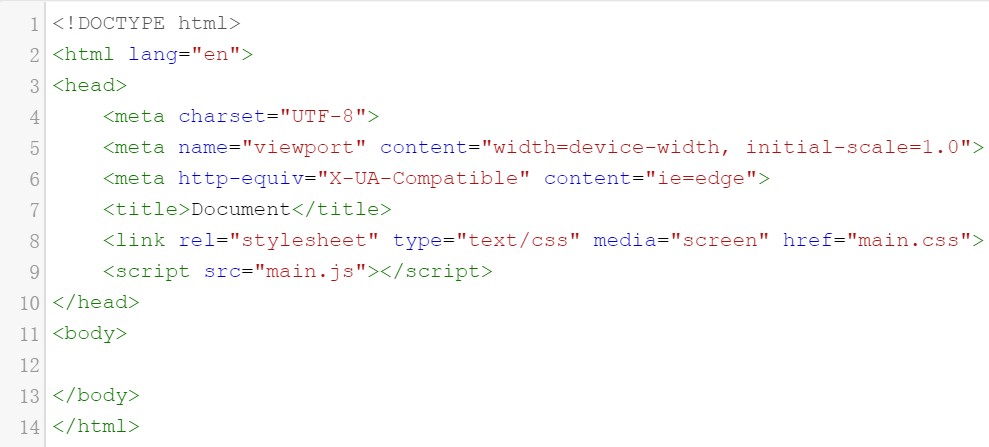 1 <!DOCTYPE html>
2 <html lang="en">
3 <head>
4     <meta charset="UTF-8">
5     <meta name="viewport" content="width=device-width, initial-scale=1.0">
6     <meta http-equiv="X-UA-Compatible" content="ie=edge">
7     <title>Document</title>
8     <link rel="stylesheet" type="text/css" media="screen" href="main.css">
9     <script src="main.js"></script>
10 </head>
11 <body>
12
13 </body>
14 </html>